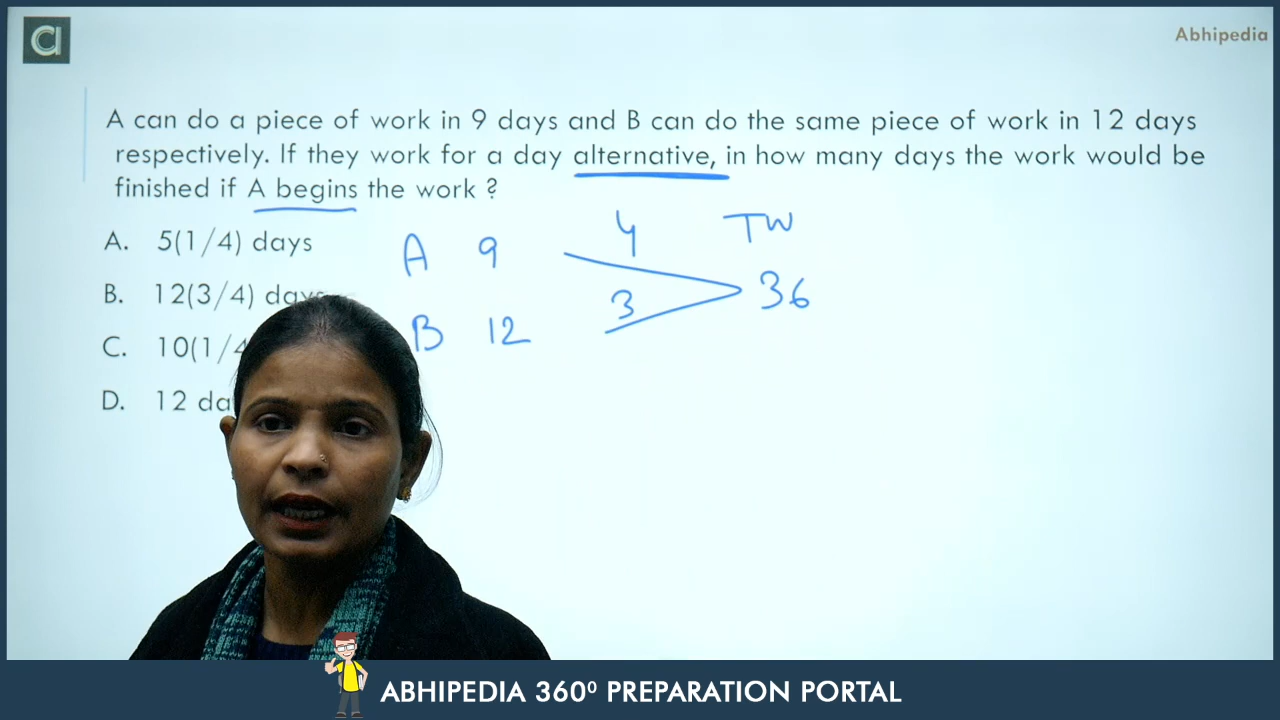 Abhipedia
A can do a piece of work in 9 days and B can do the same piece of work in 12 days
respectively. If they work for a day alternative, in how many days the work would be
finished if A begins the work ?
A. 5(1/4) days
B. 12(3/4) days
C. 10(1/4
D. 12 da
A 9 4 TW
B 12 3 36
ABHIPEDIA 360⁰ PREPARATION PORTAL